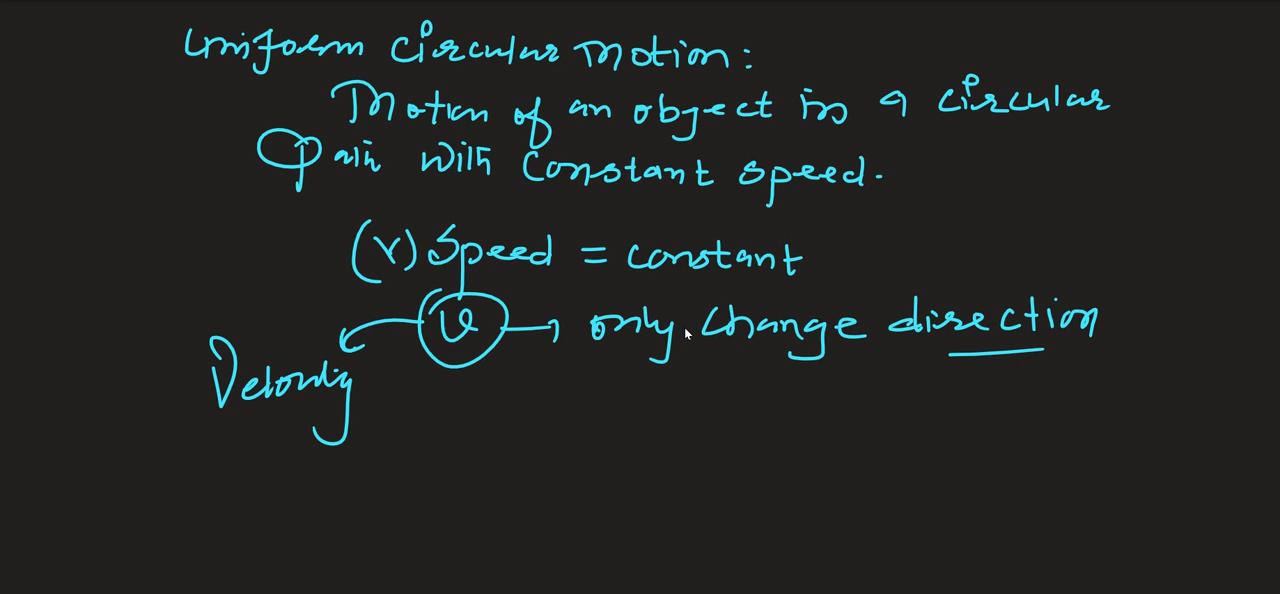 Uniform Circular Motion:
Motion of an object in a circular
Path with Constant speed.
(v) Speed = constant
v → only change direction
Velocity